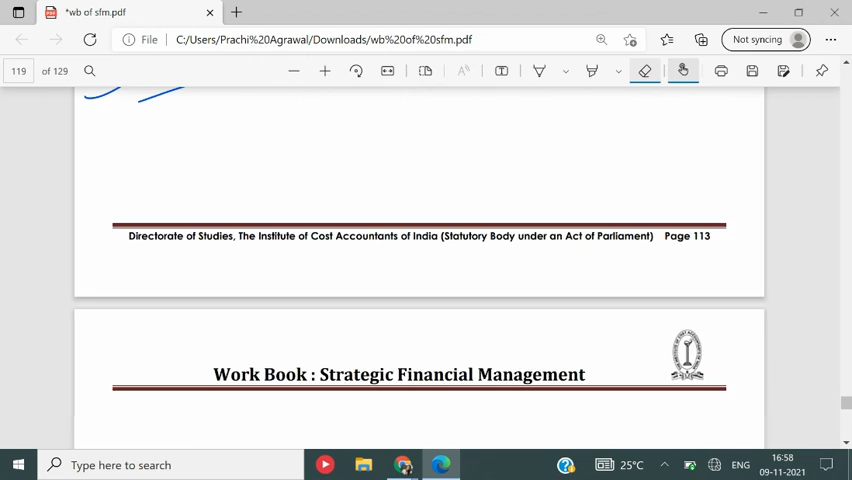 *wb of sfm.pdf
File
C:/Users/Prachi%20Agrawal/Downloads/wb%20of%20sfm.pdf
Not syncing
119 of 129
Directorate of Studies, The Institute of Cost Accountants of India (Statutory Body under an Act of Parliament) Page 113
Work Book : Strategic Financial Management
Type here to search
25°C
ENG
16:58
09-11-2021